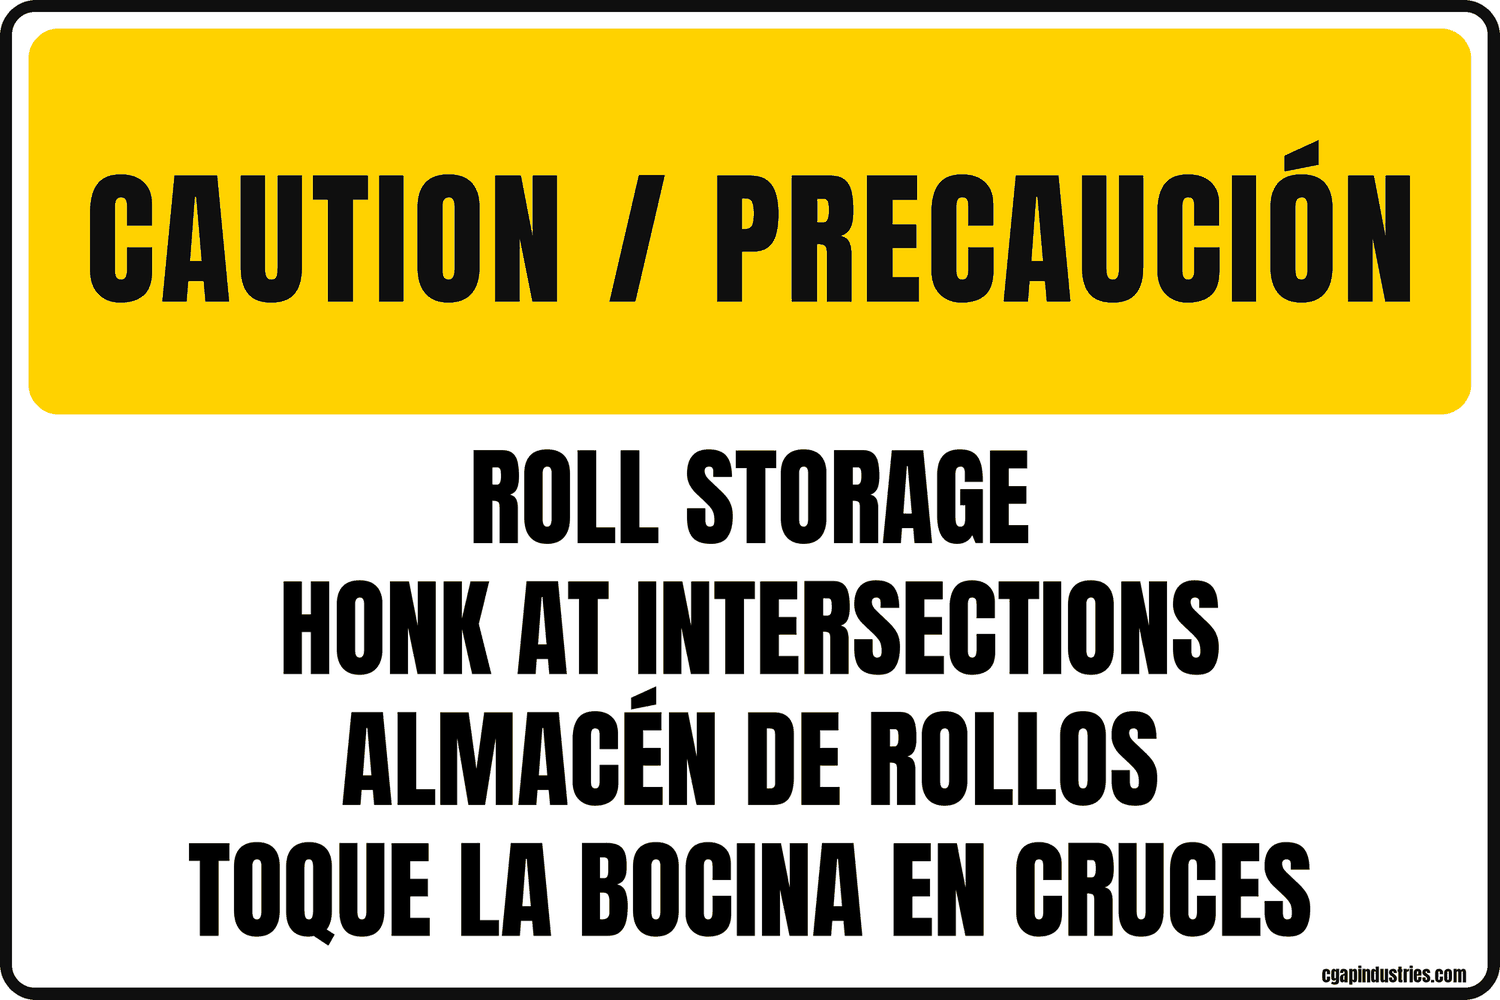 CAUTION / PRECAUCIÓN
ROLL STORAGE
HONK AT INTERSECTIONS
ALMACÉN DE ROLLOS
TOQUE LA BOCINA EN CRUCES
cgapindustries.com